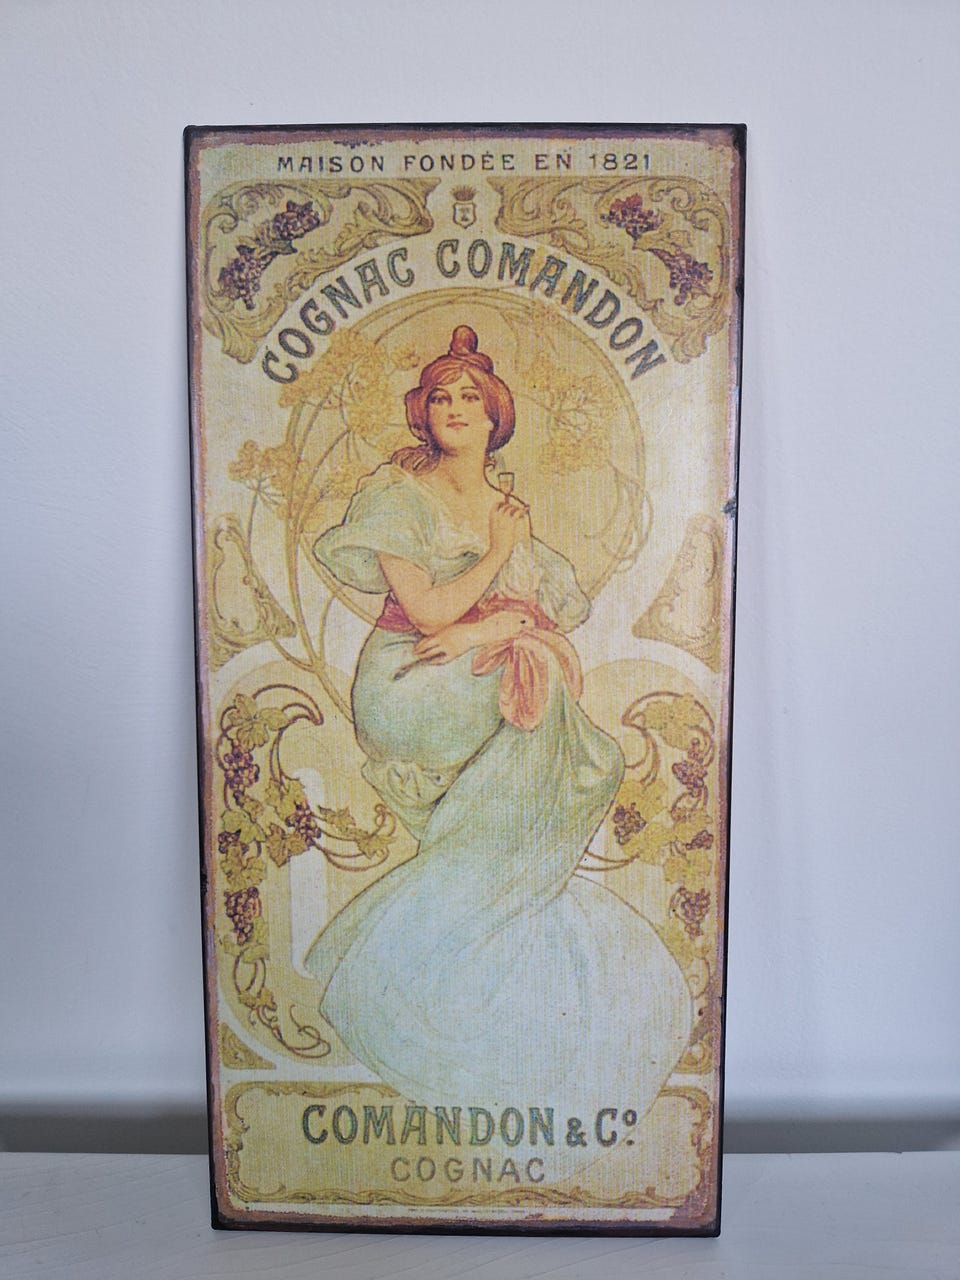 MAISON FONDÉE EN 1821
COGNAC COMANDON
COMANDON & Cº
COGNAC